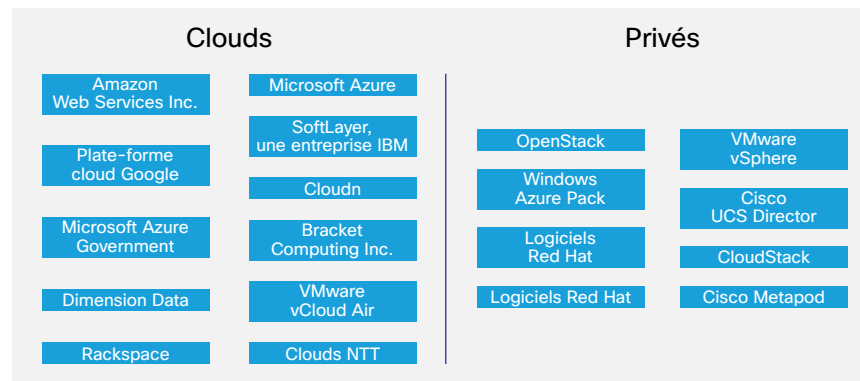 Clouds
Amazon
Web Services Inc.
Plate-forme
cloud Google
Microsoft Azure
Government
Dimension Data
Rackspace
Microsoft Azure
SoftLayer,
une entreprise IBM
Cloudn
Bracket
Computing Inc.
VMware
vCloud Air
Clouds NTT
Privés
OpenStack
Windows
Azure Pack
Logiciels
Red Hat
Logiciels Red Hat
VMware
vSphere
Cisco
UCS Director
CloudStack
Cisco Metapod